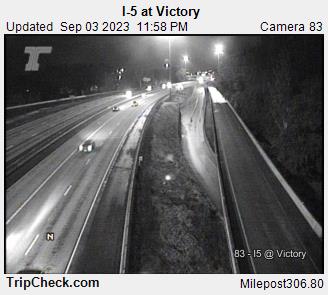 I-5 at Victory
Updated Sep 03 2023 11:58 PM Camera 83
T
N
83 - I5 @ Victory
TripCheck.com Milepost306.80